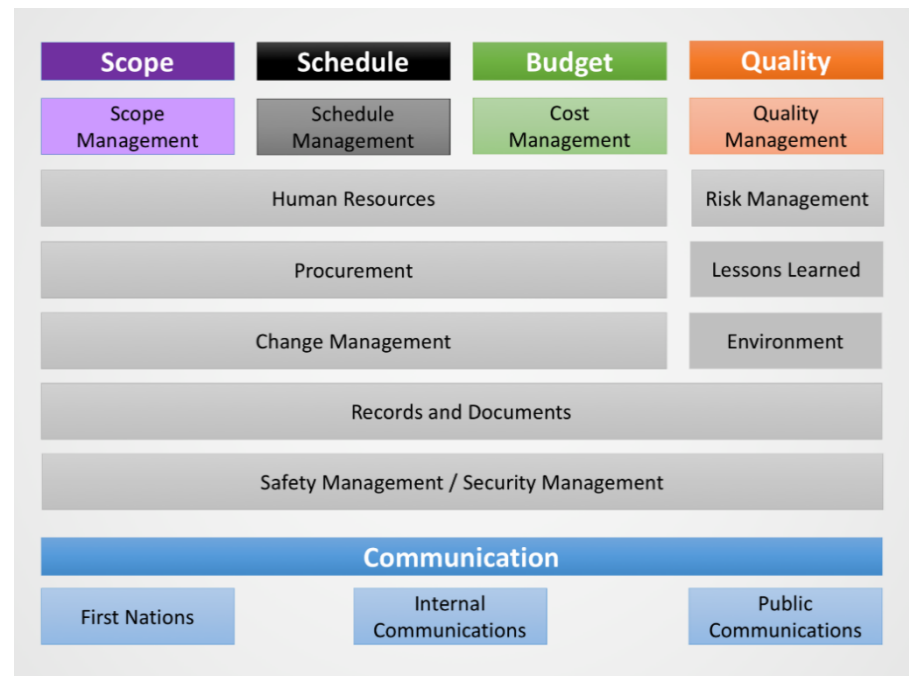 Scope
Schedule
Budget
Quality
Scope
Management
Schedule
Management
Cost
Management
Quality
Management
Human Resources
Risk Management
Procurement
Lessons Learned
Change Management
Environment
Records and Documents
Safety Management / Security Management
Communication
First Nations
Internal
Communications
Public
Communications